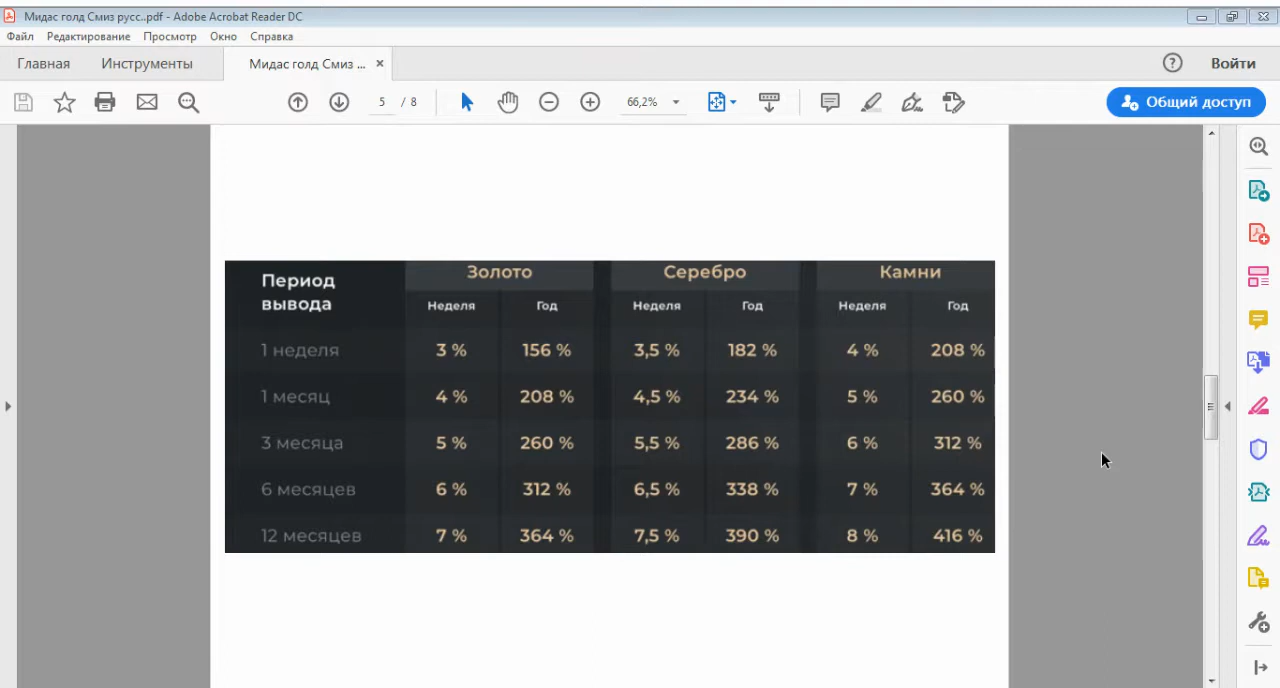 Мидас голд Смиз русс..pdf - Adobe Acrobat Reader DC
Файл Редактирование Просмотр Окно Справка
Главная Инструменты Мидас голд Смиз ... × Войти
5 / 8 66,2% Общий доступ
Период вывода Золото Серебро Камни
Неделя Год Неделя Год Неделя Год
1 неделя 3 % 156 % 3,5 % 182 % 4 % 208 %
1 месяц 4 % 208 % 4,5 % 234 % 5 % 260 %
3 месяца 5 % 260 % 5,5 % 286 % 6 % 312 %
6 месяцев 6 % 312 % 6,5 % 338 % 7 % 364 %
12 месяцев 7 % 364 % 7,5 % 390 % 8 % 416 %